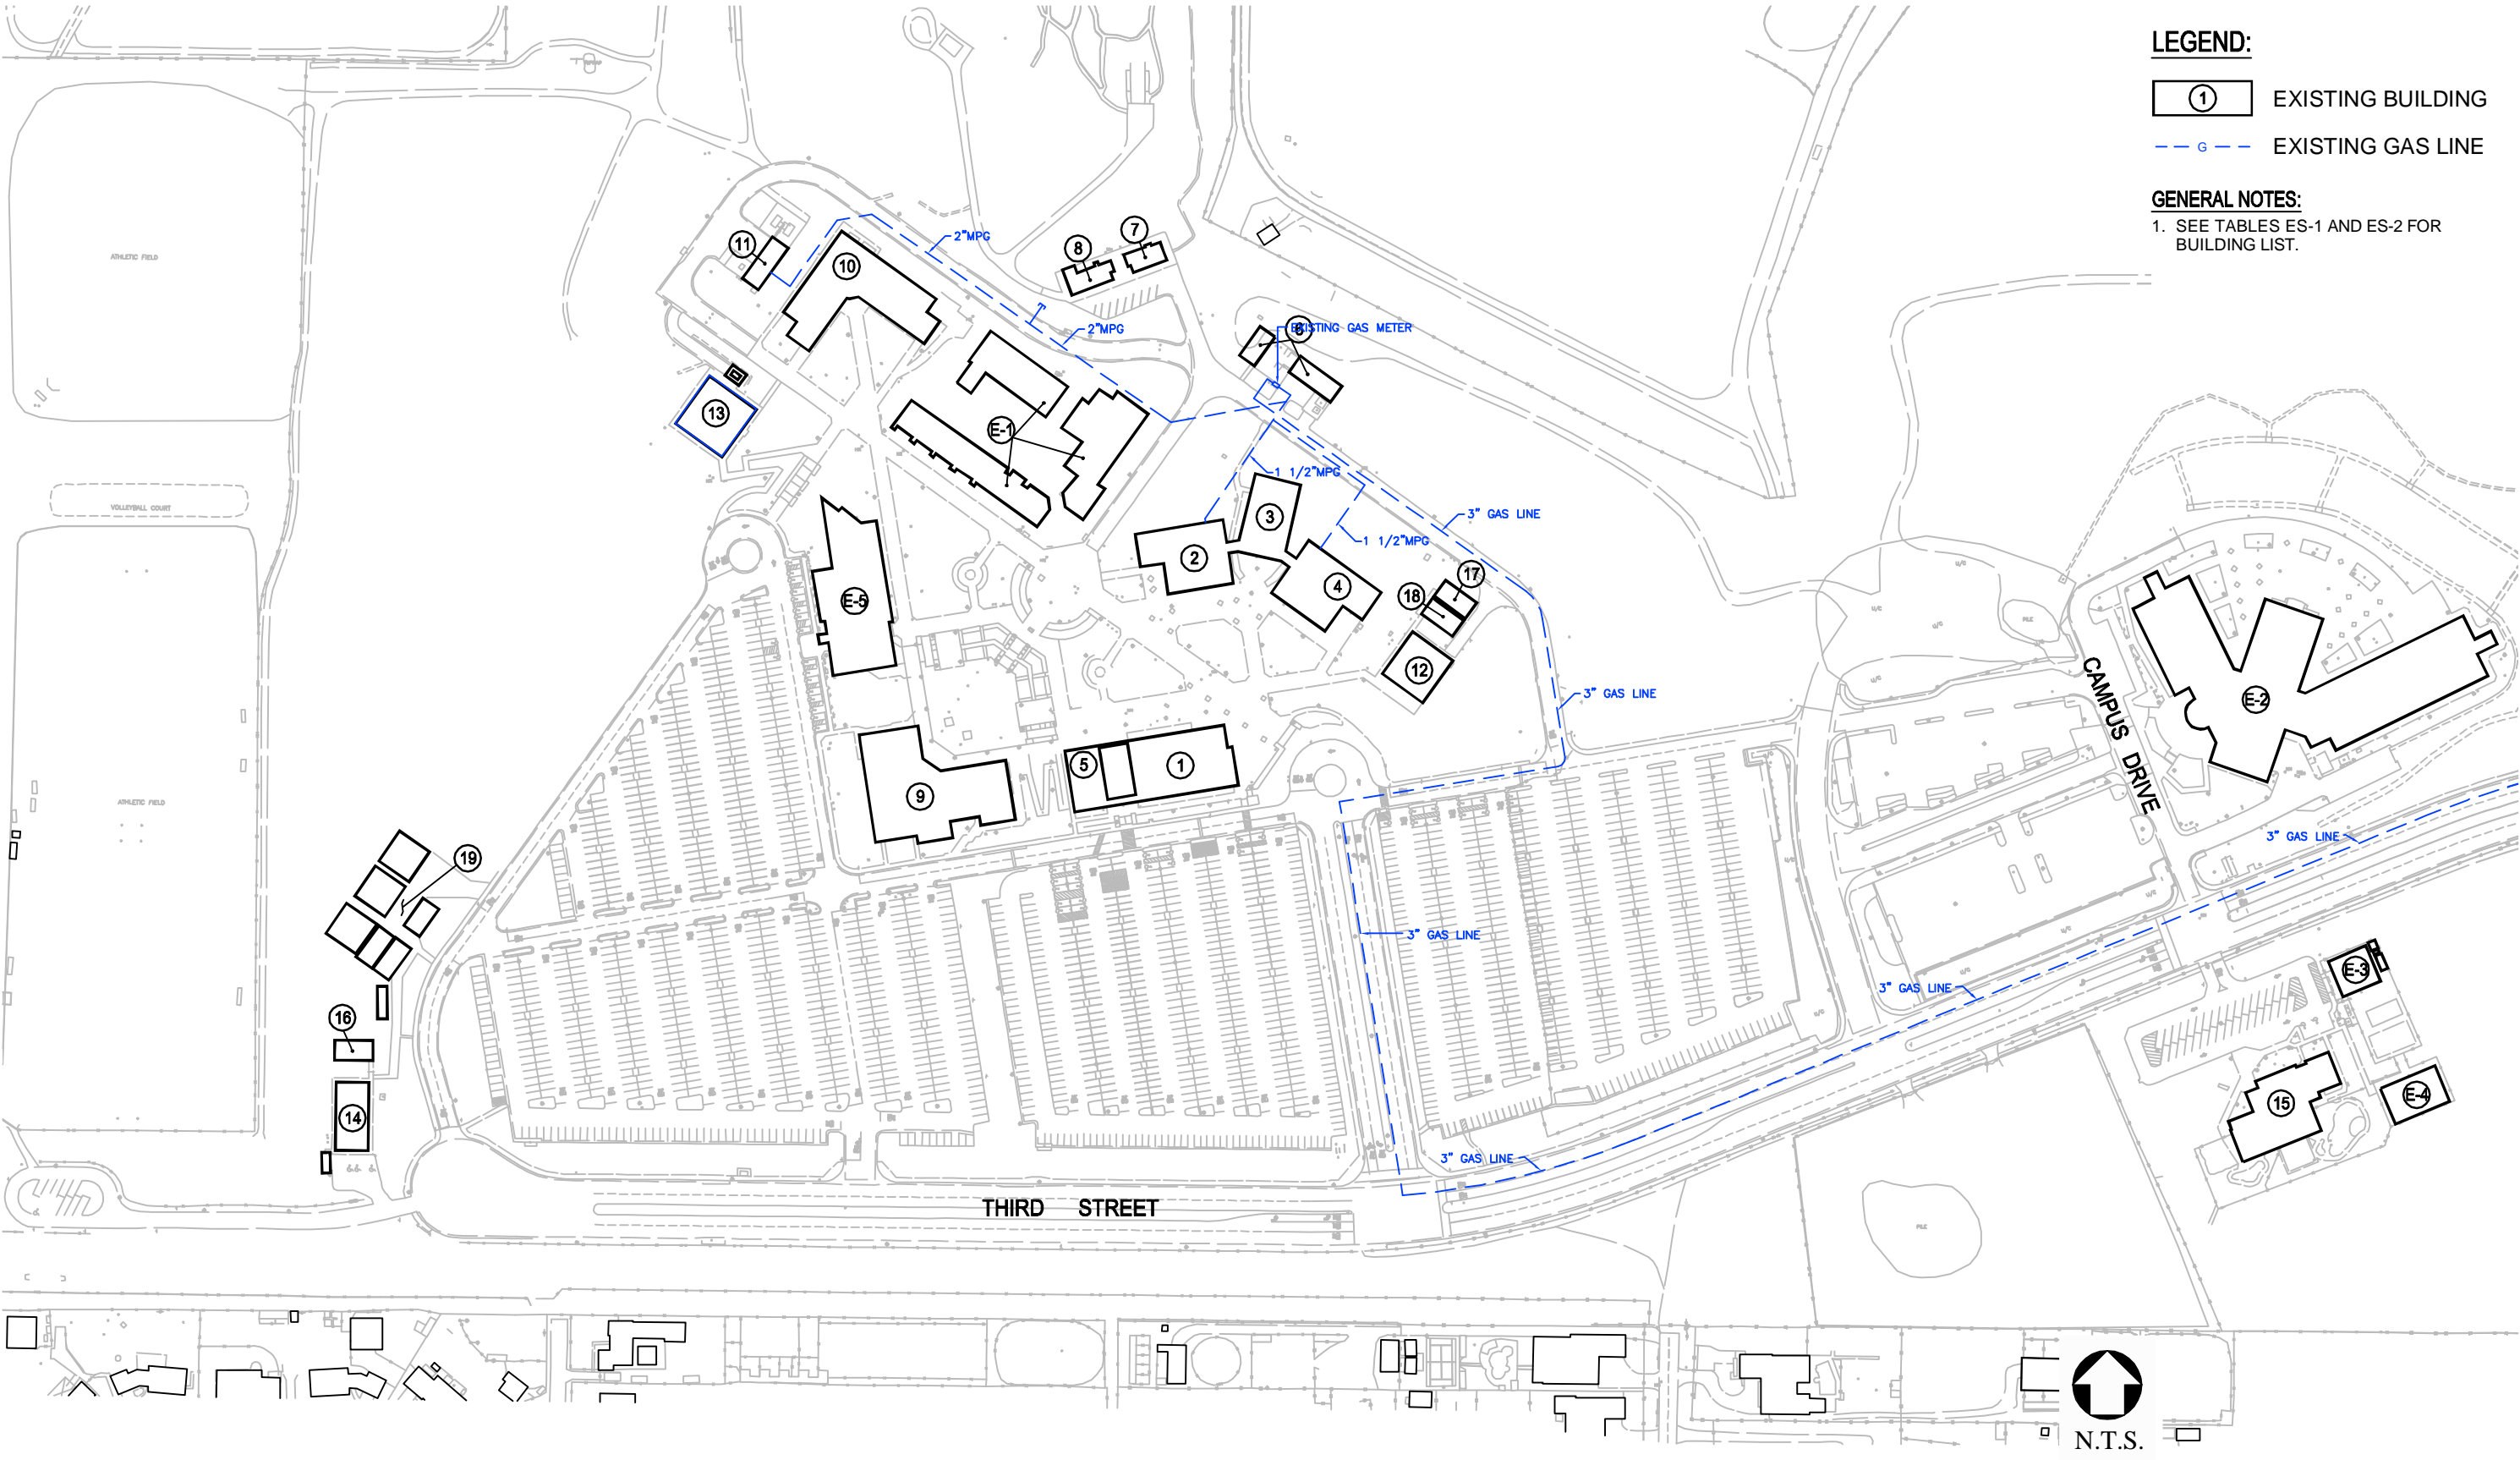 LEGEND:
1 EXISTING BUILDING
G EXISTING GAS LINE
GENERAL NOTES:
1. SEE TABLES ES-1 AND ES-2 FOR
BUILDING LIST.
ATHLETIC FIELD
11
10
2"MPG
8
7
2"MPG
EXISTING GAS METER
6
13
E-1
1 1/2"MPG
3
3" GAS LINE
VOLLEYBALL COURT
1 1/2"MPG
2
4
17
18
E-5
12
3" GAS LINE
U/C
U/C
U/C
PILE
U/C
U/C
CAMPUS DRIVE
E-2
5
1
9
ATHLETIC FIELD
3" GAS LINE
19
3" GAS LINE
U/C
U/C
U/C
U/C
E-3
3" GAS LINE
16
14
15
E-4
3" GAS LINE
THIRD STREET
PILE
N.T.S.